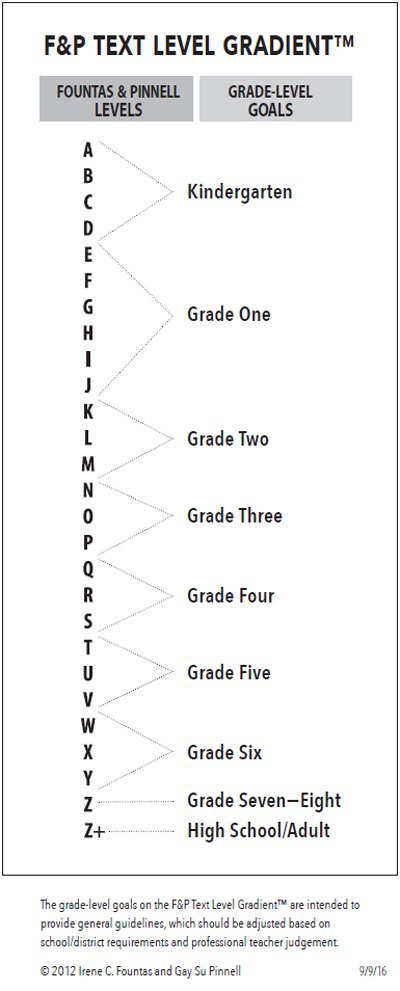 F&P TEXT LEVEL GRADIENT™
FOUNTAS & PINNELL
LEVELS
GRADE-LEVEL
GOALS
A
B
C
D
Kindergarten
E
F
G
H
I
J
Grade One
K
L
M
Grade Two
N
O
P
Grade Three
Q
R
S
Grade Four
T
U
V
Grade Five
W
X
Y
Grade Six
Z
Grade Seven—Eight
Z+
High School/Adult
The grade-level goals on the F&P Text Level Gradient™ are intended to
provide general guidelines, which should be adjusted based on
school/district requirements and professional teacher judgement.
© 2012 Irene C. Fountas and Gay Su Pinnell
9/9/16